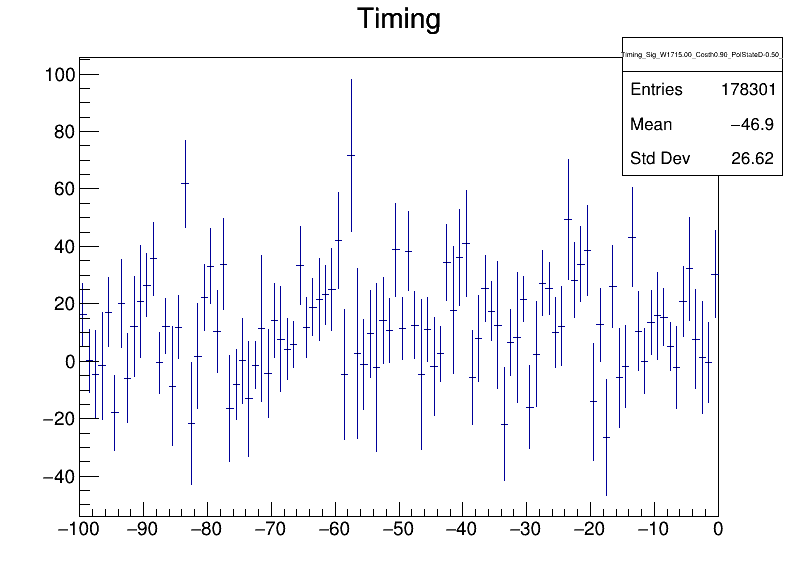 Timing
Timing_Sig_W1715.00_Costh0.90_PolStateD-0.50_
Entries 178301
Mean −46.9
Std Dev 26.62
100
80
60
40
20
0
−20
−40
−100 −90 −80 −70 −60 −50 −40 −30 −20 −10 0